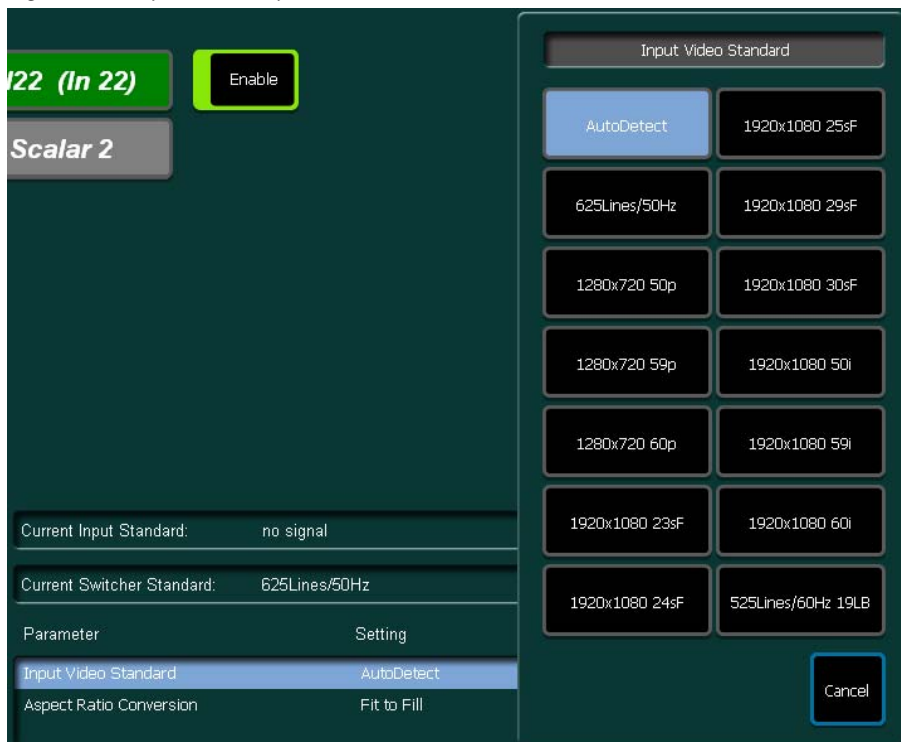 I22 (In 22)
Enable
Scalar 2
Current Input Standard: no signal
Current Switcher Standard: 625Lines/50Hz
Parameter Setting
Input Video Standard AutoDetect
Aspect Ratio Conversion Fit to Fill
Input Video Standard
AutoDetect 1920x1080 25sF
625Lines/50Hz 1920x1080 29sF
1280x720 50p 1920x1080 30sF
1280x720 59p 1920x1080 50i
1280x720 60p 1920x1080 59i
1920x1080 23sF 1920x1080 60i
1920x1080 24sF 525Lines/60Hz 19LB
Cancel